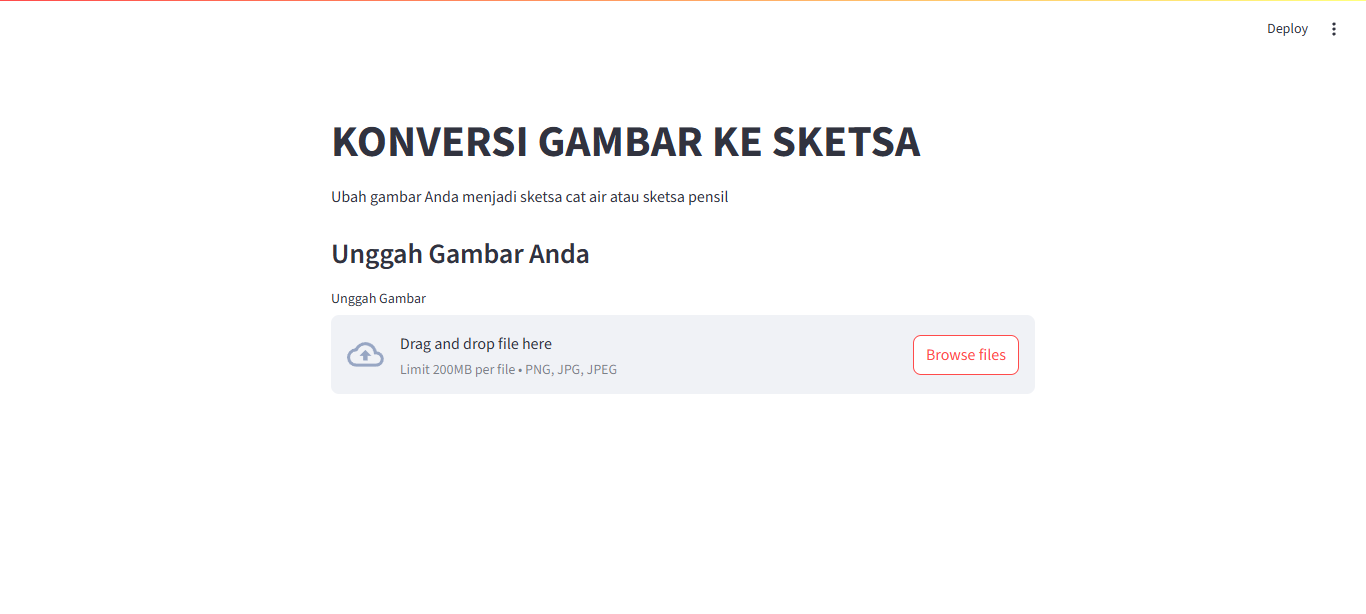 Deploy
KONVERSI GAMBAR KE SKETSA
Ubah gambar Anda menjadi sketsa cat air atau sketsa pensil
Unggah Gambar Anda
Unggah Gambar
Drag and drop file here
Limit 200MB per file • PNG, JPG, JPEG
Browse files